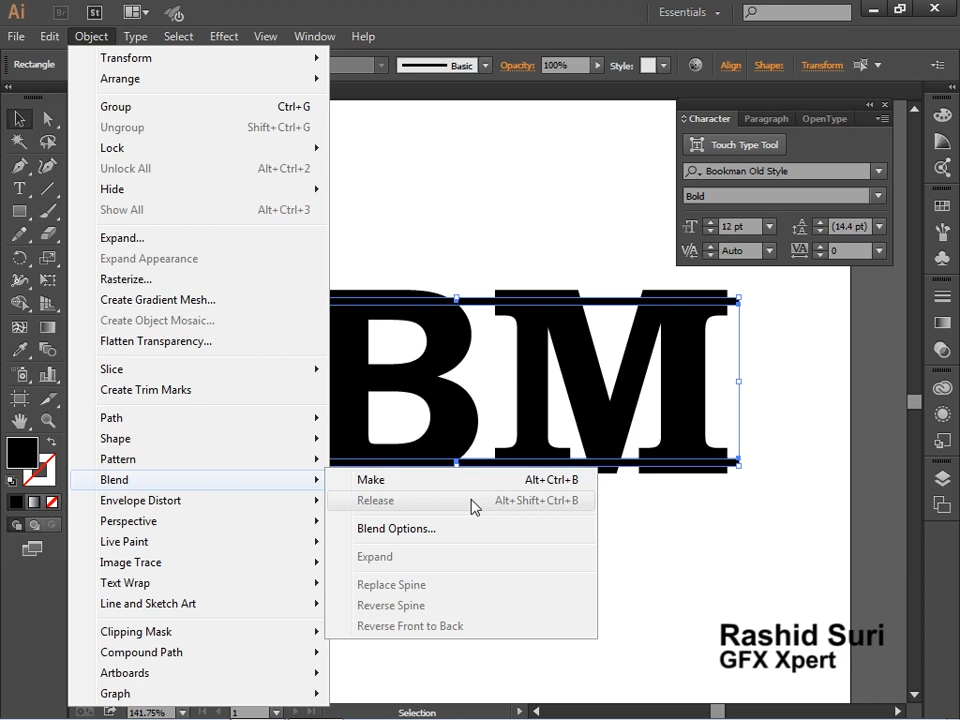 Ai Br St Essentials
File Edit Object Type Select Effect View Window Help
Rectangle Basic Opacity: 100% Style: Align Shape: Transform
Transform
Arrange
Group Ctrl+G
Ungroup Shift+Ctrl+G
Lock
Unlock All Alt+Ctrl+2
Hide
Show All Alt+Ctrl+3
Expand...
Expand Appearance
Rasterize...
Create Gradient Mesh...
Create Object Mosaic...
Flatten Transparency...
Slice
Create Trim Marks
Path
Shape
Pattern
Blend
Envelope Distort
Perspective
Live Paint
Image Trace
Text Wrap
Line and Sketch Art
Clipping Mask
Compound Path
Artboards
Graph
Make Alt+Ctrl+B
Release Alt+Shift+Ctrl+B
Blend Options...
Expand
Replace Spine
Reverse Spine
Reverse Front to Back
Character Paragraph OpenType
Touch Type Tool
Bookman Old Style
Bold
12 pt (14.4 pt)
Auto 0
BM
Rashid Suri
GFX Xpert
141.75% 1 Selection